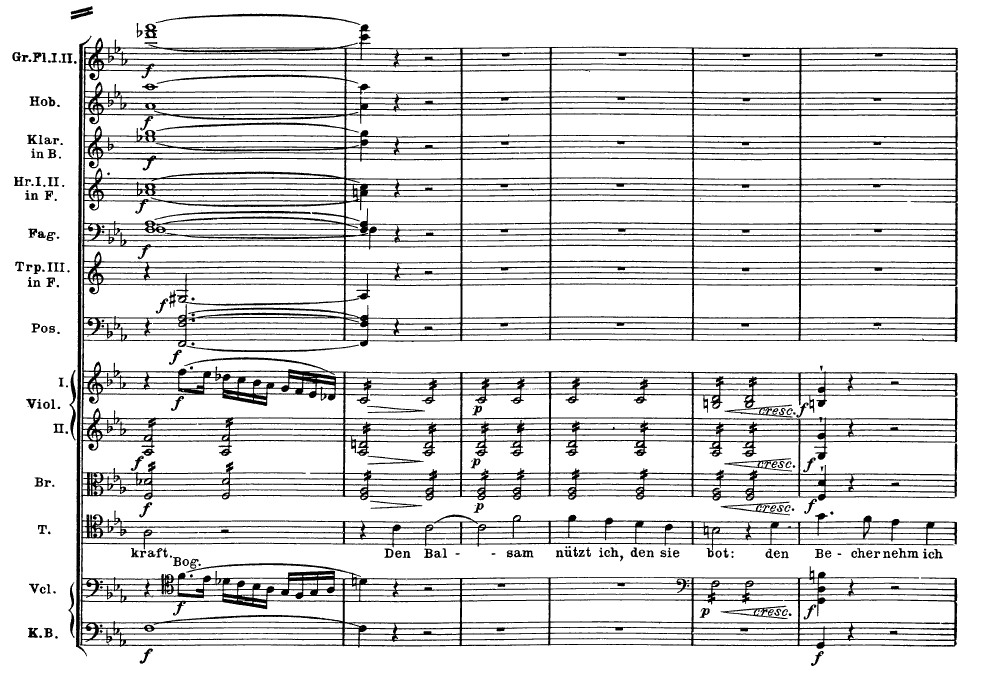 Gr.Fl.I.II.
f
Hob.
f
Klar.
in B.
f
Hr.I.II.
in F.
f
Fag.
f
Trp.III.
in F.
f
Pos.
f
I.
Viol.
f p cresc. f
II.
f p cresc. f
Br.
f p cresc. f
T.
kraft. Den Bal - - sam nützt ich, den sie bot: den Be - cher nehm ich
Bog.
Vcl.
f p cresc. f
K.B.
f f